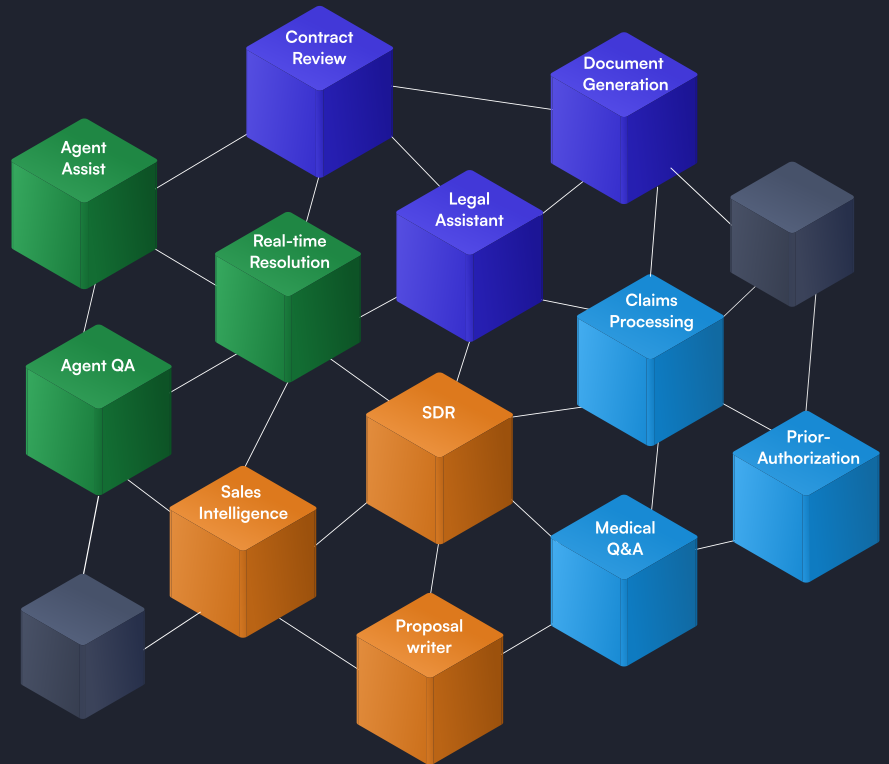 Contract
Review
Document
Generation
Agent
Assist
Legal
Assistant
Real-time
Resolution
Claims
Processing
Agent QA
SDR
Prior-
Authorization
Sales
Intelligence
Medical
Q&A
Proposal
writer